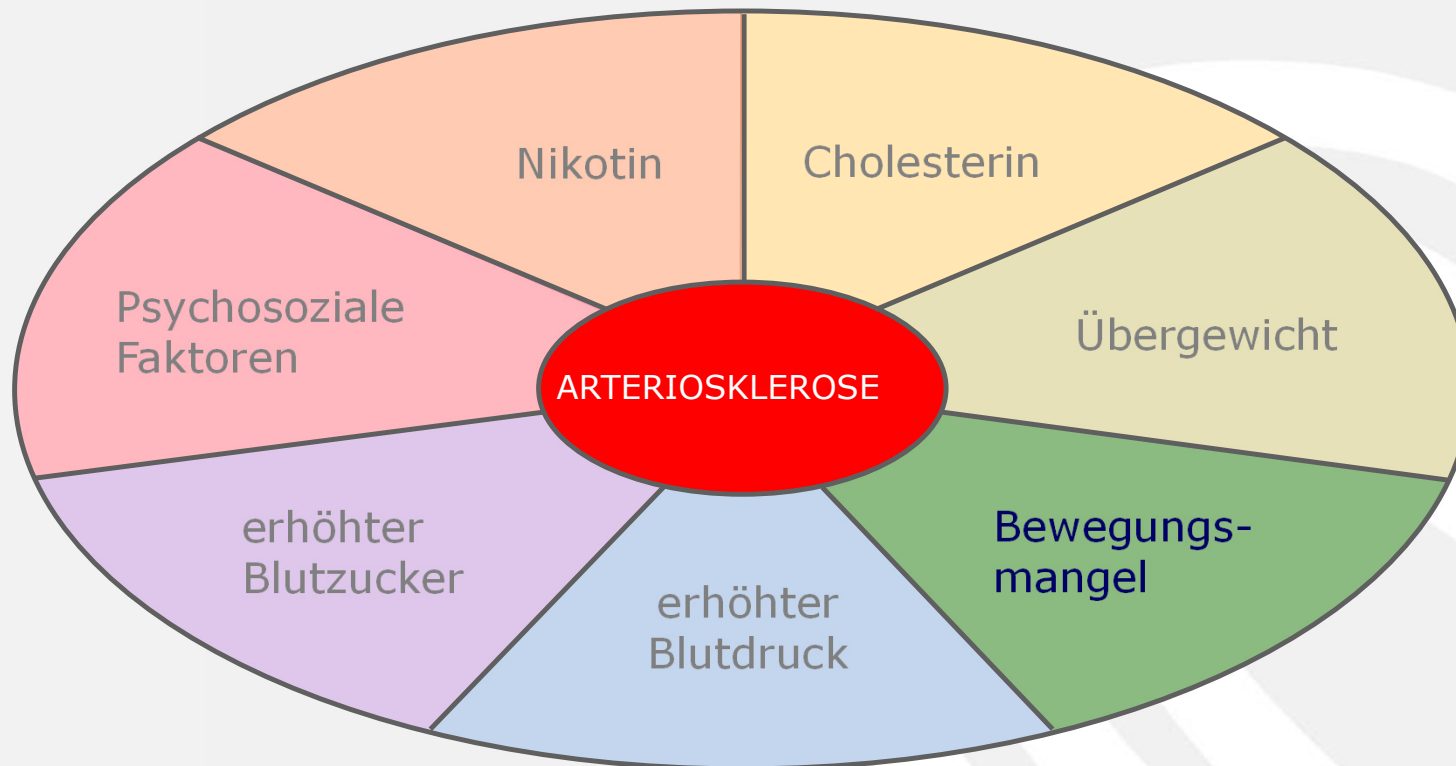 Nikotin
Cholesterin
Übergewicht
Bewegungs-
mangel
erhöhter
Blutdruck
erhöhter
Blutzucker
Psychosoziale
Faktoren
ARTERIOSKLEROSE